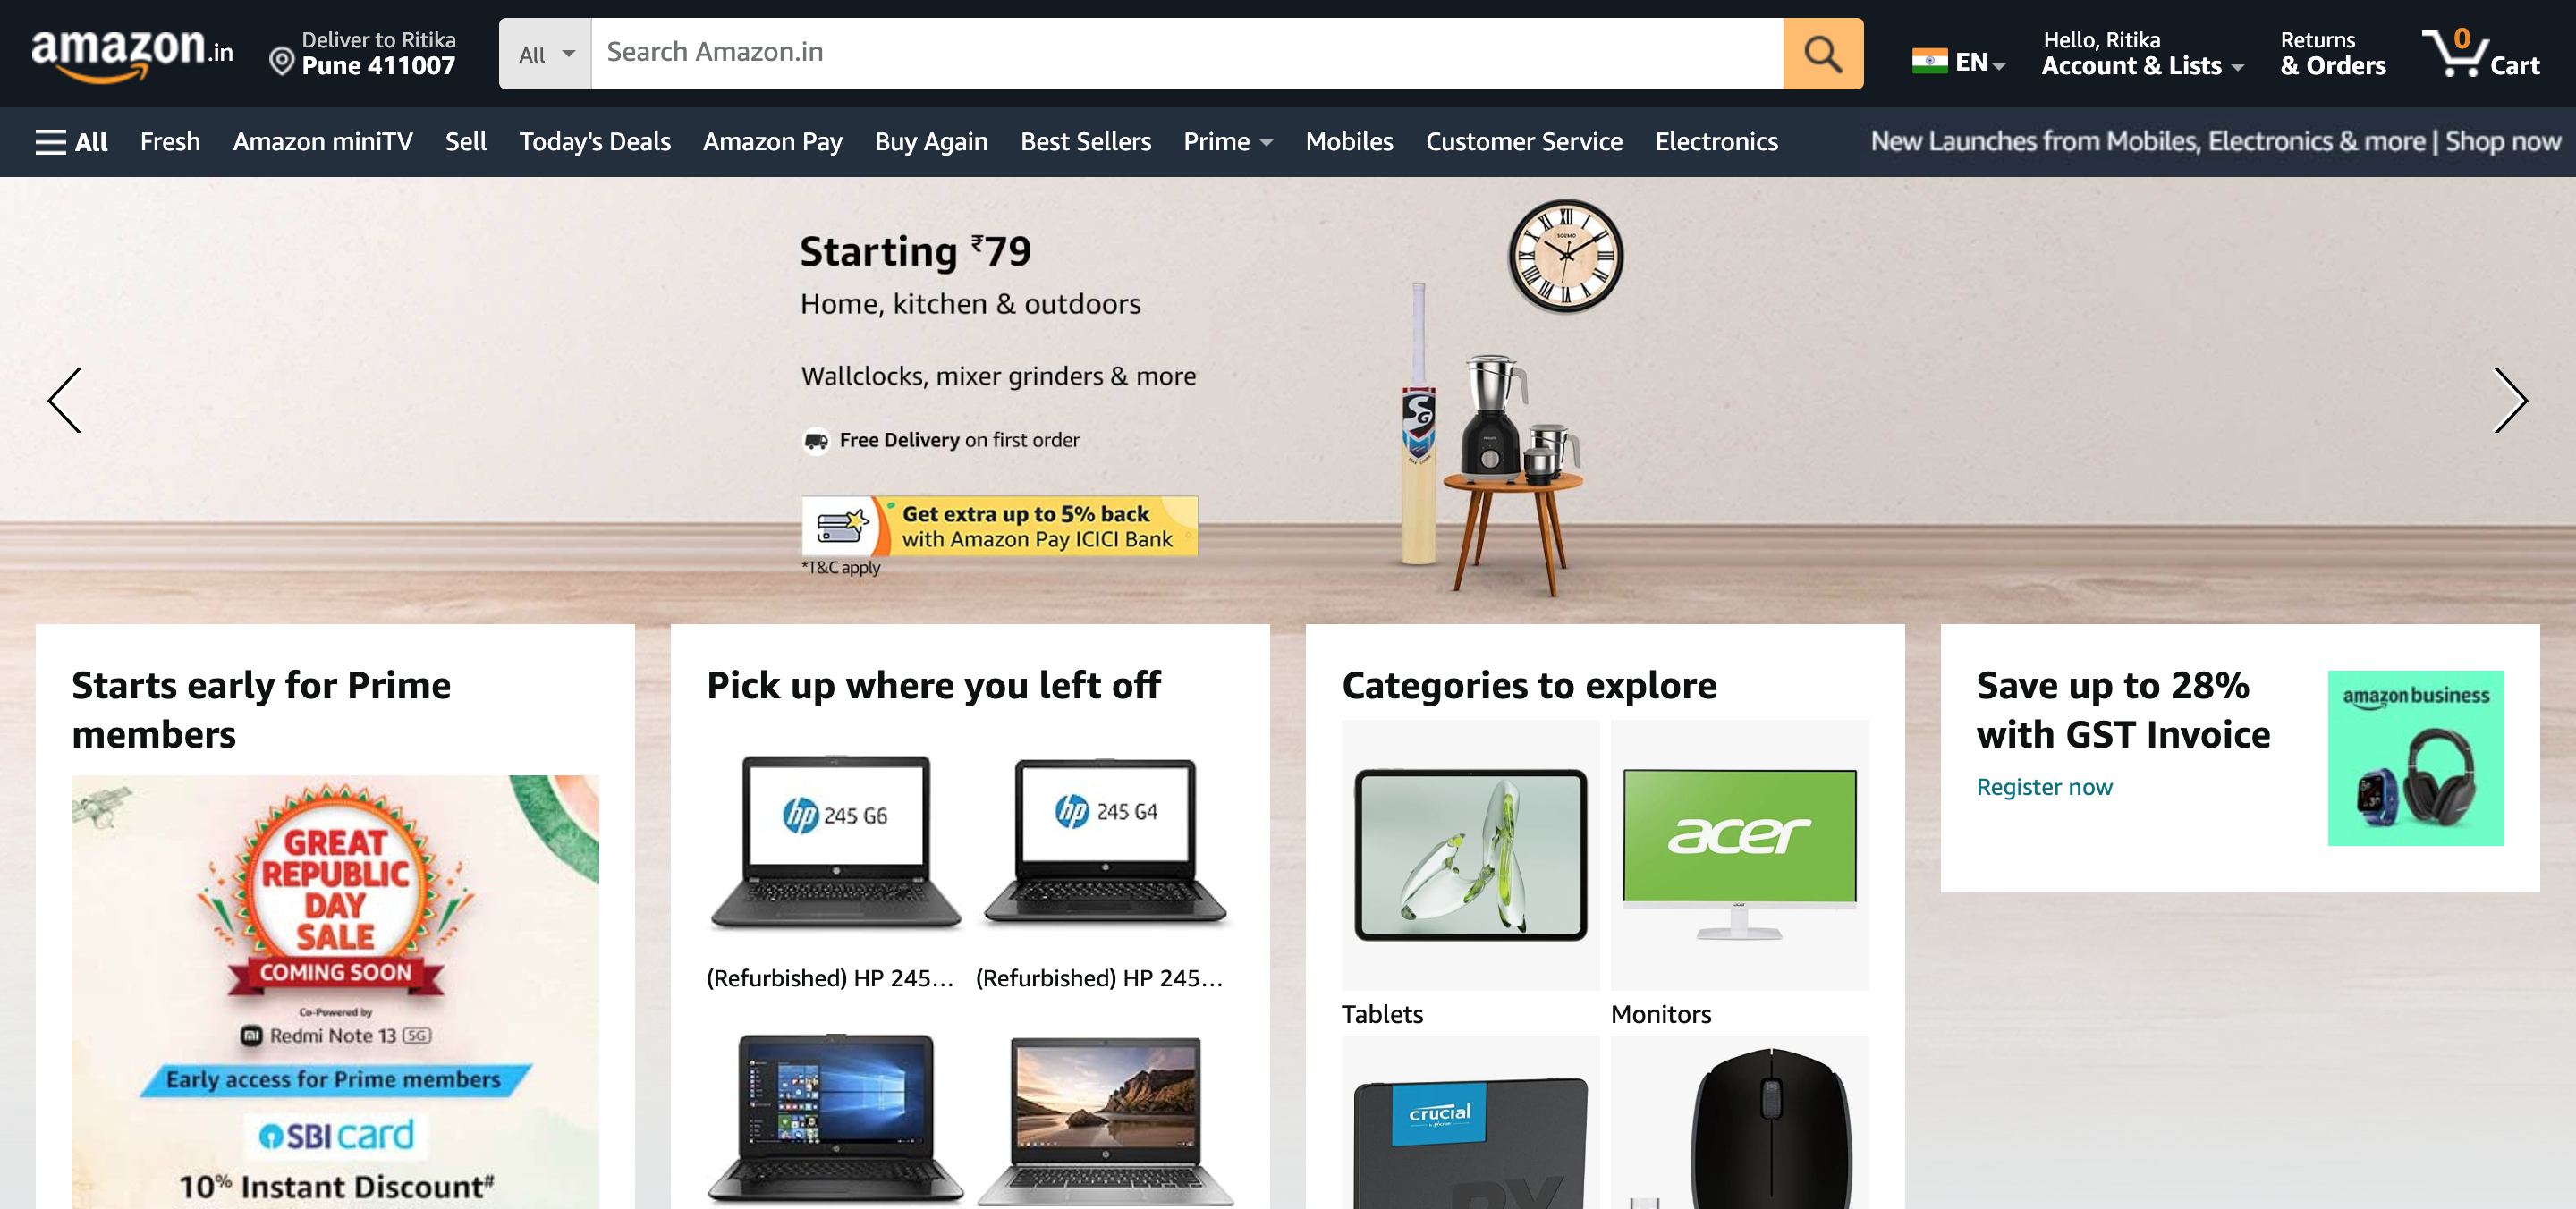 amazon.in
Deliver to Ritika
Pune 411007
All
Search Amazon.in
EN
Hello, Ritika
Account & Lists
Returns
& Orders
0
Cart
All Fresh Amazon miniTV Sell Today's Deals Amazon Pay Buy Again Best Sellers Prime Mobiles Customer Service Electronics
New Launches from Mobiles, Electronics & more | Shop now
Starting ₹79
Home, kitchen & outdoors
Wallclocks, mixer grinders & more
Free Delivery on first order
Get extra up to 5% back
with Amazon Pay ICICI Bank
*T&C apply
SG
Starts early for Prime
members
GREAT
REPUBLIC
DAY
SALE
COMING SOON
Co-Powered by
Redmi Note 13 5G
Early access for Prime members
SBI card
10% Instant Discount#
Pick up where you left off
hp 245 G6
hp 245 G4
(Refurbished) HP 245...
(Refurbished) HP 245...
Categories to explore
acer
Tablets
Monitors
crucial
Save up to 28%
with GST Invoice
Register now
amazon business